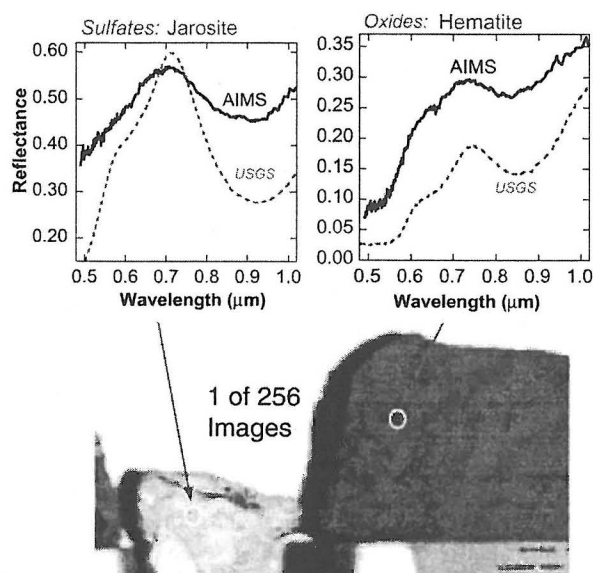 Sulfates: Jarosite
0.60
0.50
0.40
0.30
0.20
Reflectance
AIMS
USGS
0.5 0.6 0.7 0.8 0.9 1.0
Wavelength (μm)
Oxides: Hematite
0.35
0.30
0.25
0.20
0.15
0.10
0.05
0.00
AIMS
USGS
0.5 0.6 0.7 0.8 0.9 1.0
Wavelength (μm)
1 of 256
Images